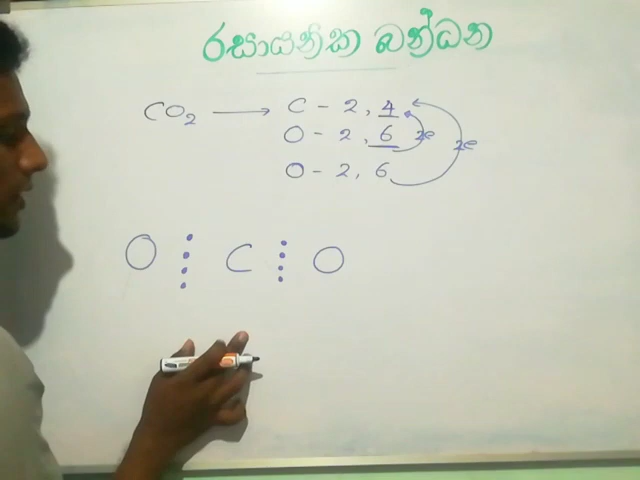 රසායනික බන්ධන
CO2 → C - 2, 4
O - 2, 6 2e
O - 2, 6 2e
O :: C :: O